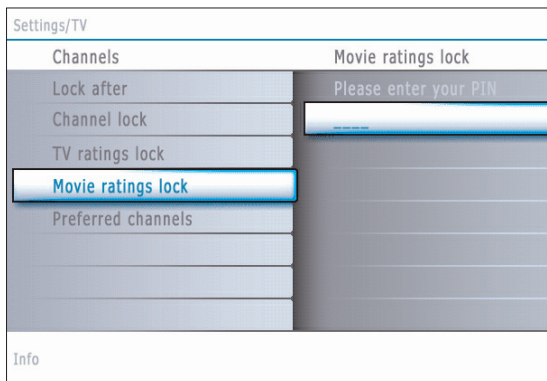 Settings/TV
Channels
Movie ratings lock
Lock after
Please enter your PIN
Channel lock
_ _ _ _
TV ratings lock
Movie ratings lock
Preferred channels
Info